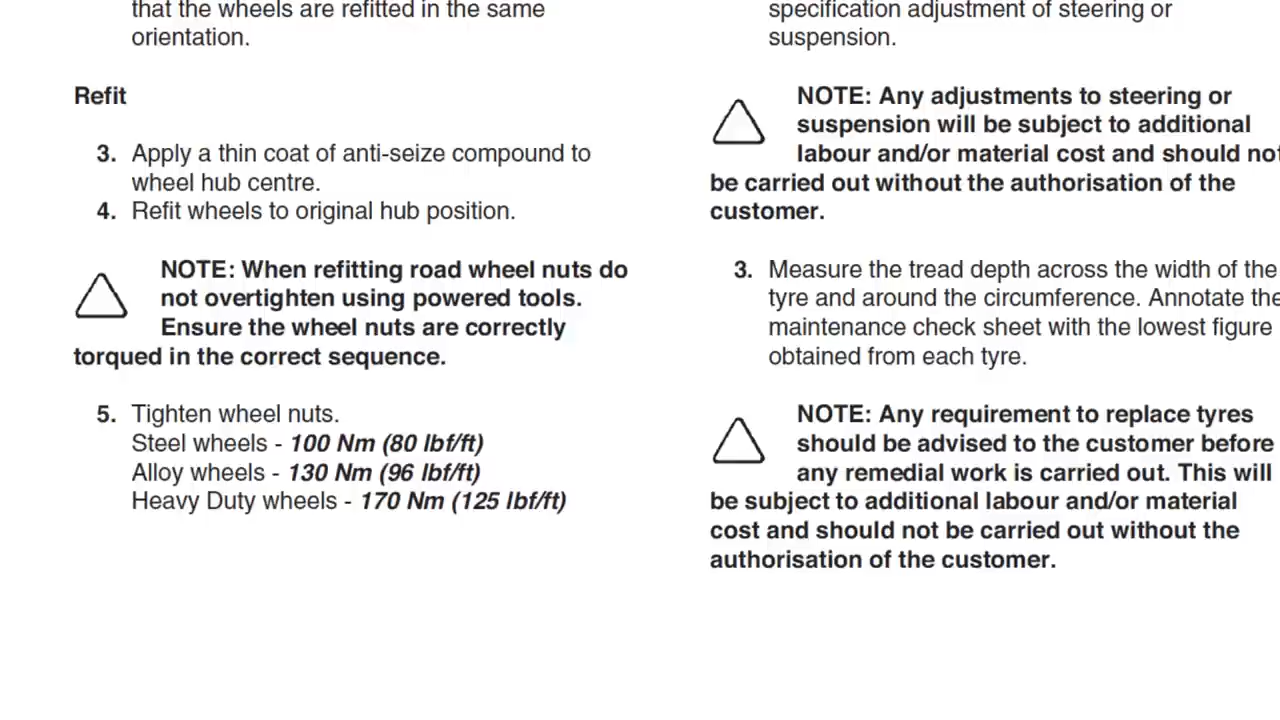 that the wheels are refitted in the same
orientation.
Refit
3. Apply a thin coat of anti-seize compound to
wheel hub centre.
4. Refit wheels to original hub position.
NOTE: When refitting road wheel nuts do
not overtighten using powered tools.
Ensure the wheel nuts are correctly
torqued in the correct sequence.
5. Tighten wheel nuts.
Steel wheels - 100 Nm (80 lbf/ft)
Alloy wheels - 130 Nm (96 lbf/ft)
Heavy Duty wheels - 170 Nm (125 lbf/ft)
specification adjustment of steering or
suspension.
NOTE: Any adjustments to steering or
suspension will be subject to additional
labour and/or material cost and should not
be carried out without the authorisation of the
customer.
3. Measure the tread depth across the width of the
tyre and around the circumference. Annotate the
maintenance check sheet with the lowest figure
obtained from each tyre.
NOTE: Any requirement to replace tyres
should be advised to the customer before
any remedial work is carried out. This will
be subject to additional labour and/or material
cost and should not be carried out without the
authorisation of the customer.